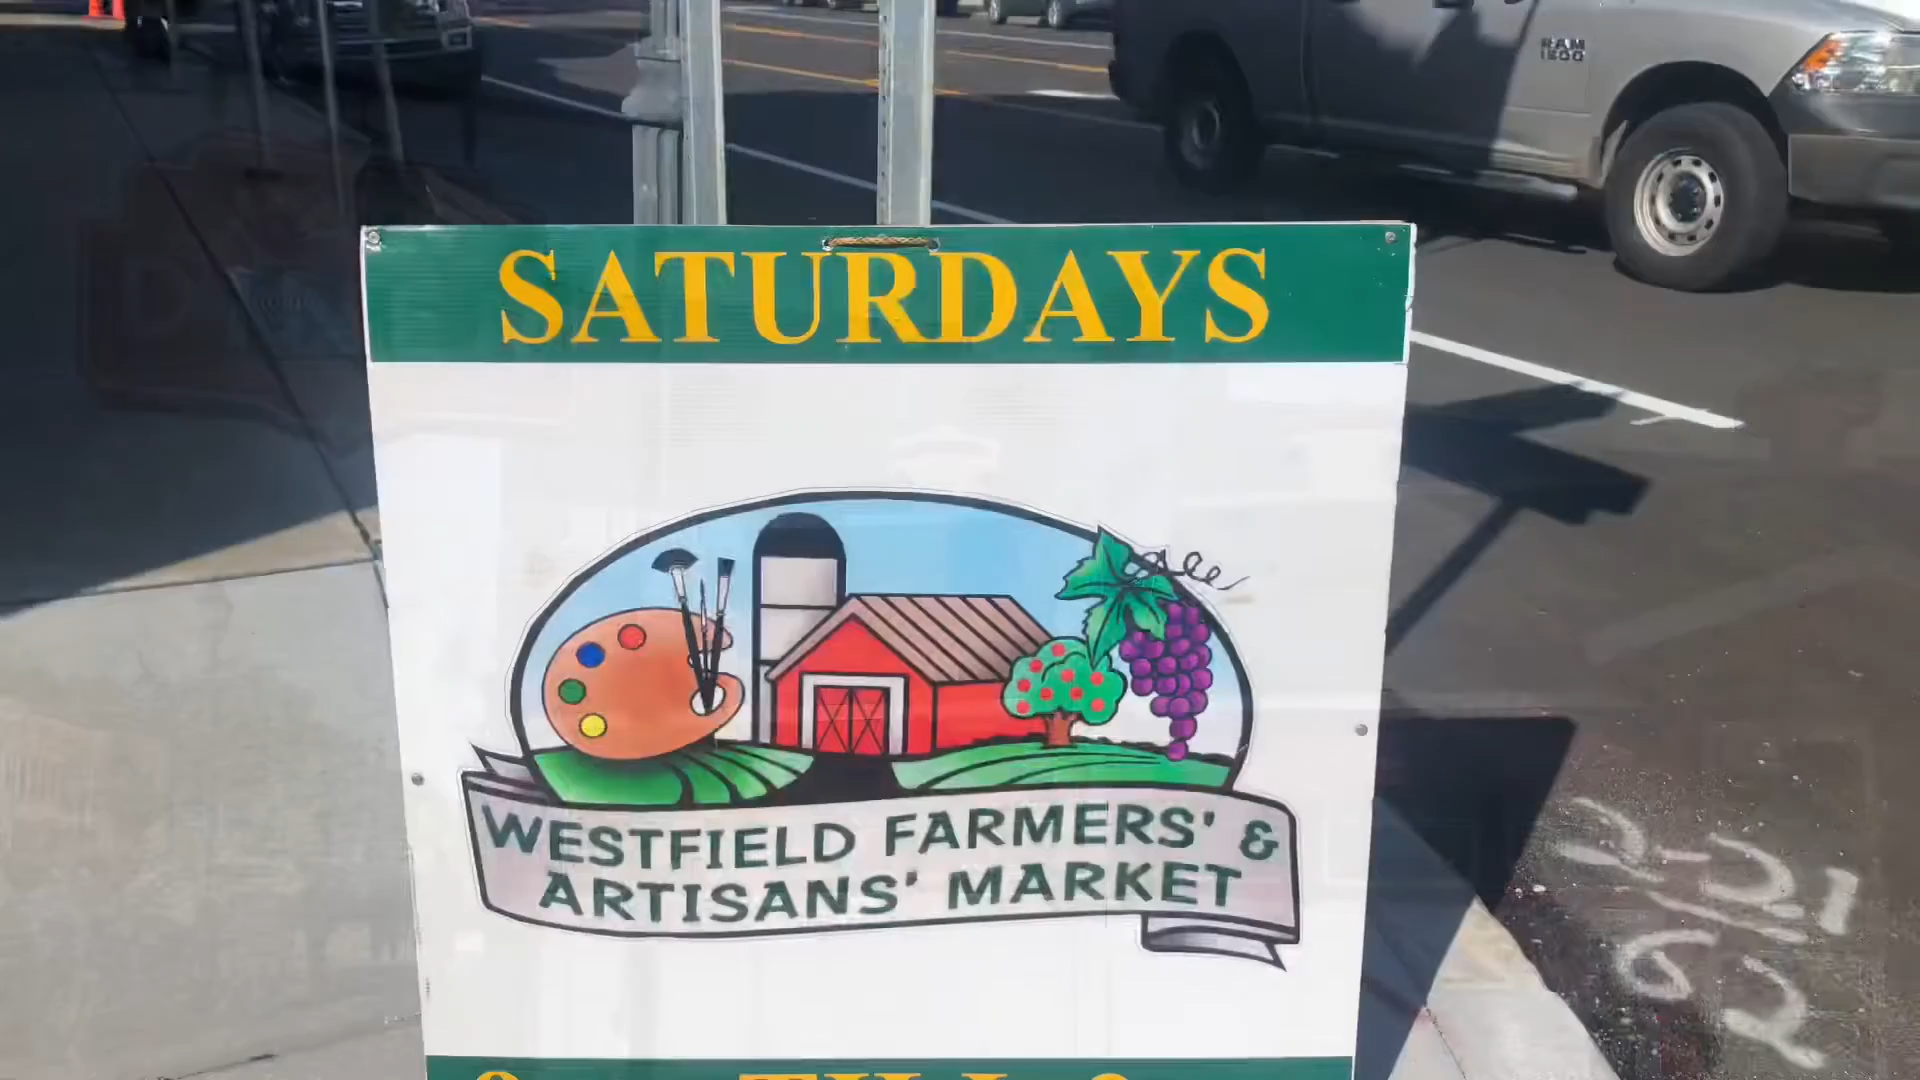 RAM
1500
SATURDAYS
WESTFIELD FARMERS' &
ARTISANS' MARKET